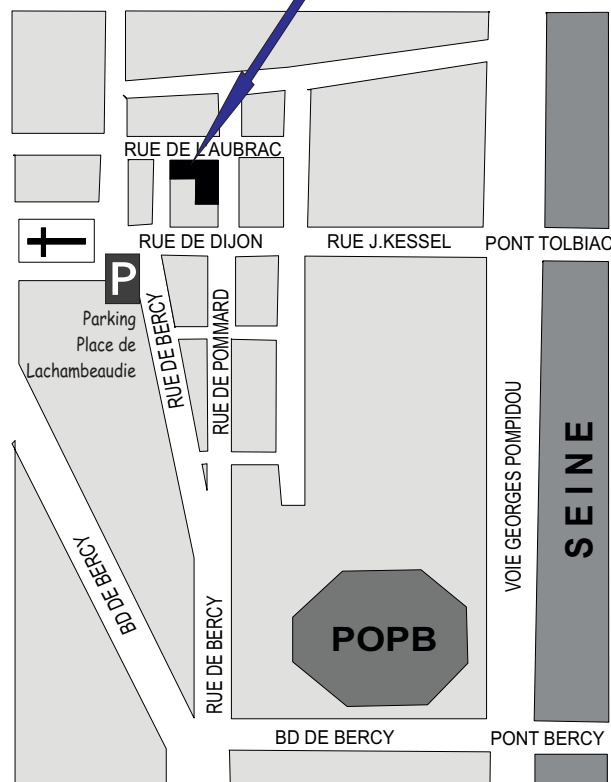 RUE DE L'AUBRAC
RUE DE DIJON
RUE J.KESSEL
PONT TOLBIAC
P
Parking
Place de
Lachambeaudie
RUE DE BERCY
RUE DE POMMARD
VOIE GEORGES POMPIDOU
SEINE
BD DE BERCY
RUE DE BERCY
POPB
BD DE BERCY
PONT BERCY